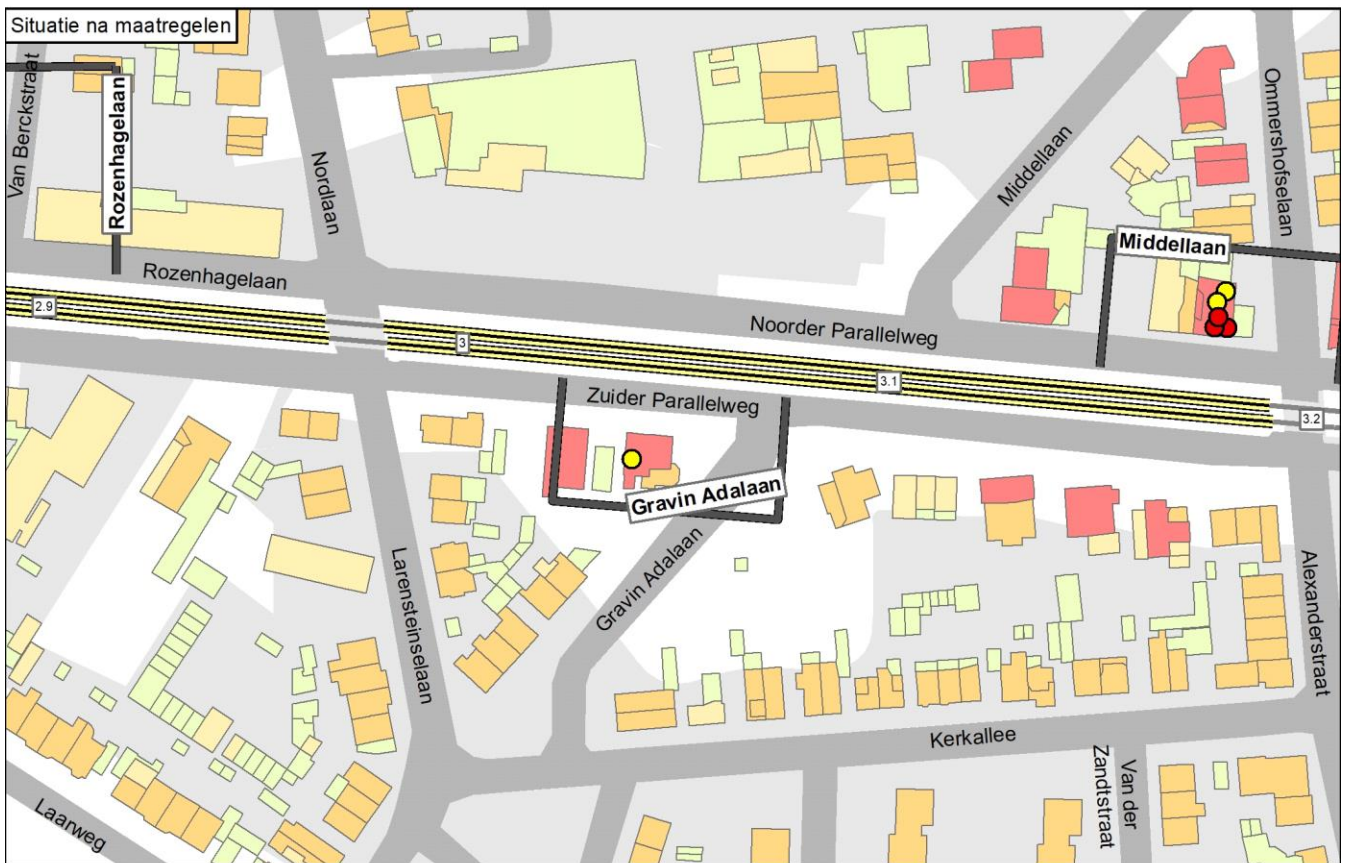 Situatie na maatregelen
Van Berckstraat
Rozenhagelaan
Nordlaan
Middellaan
Ommershofselaan
Middellaan
Rozenhagelaan
2.9
3
Noorder Parallelweg
3.1
3.2
Zuider Parallelweg
Gravin Adalaan
Gravin Adalaan
Larensteinselaan
Alexanderstraat
Kerkallee
Van der
Zandtstraat
Laarweg